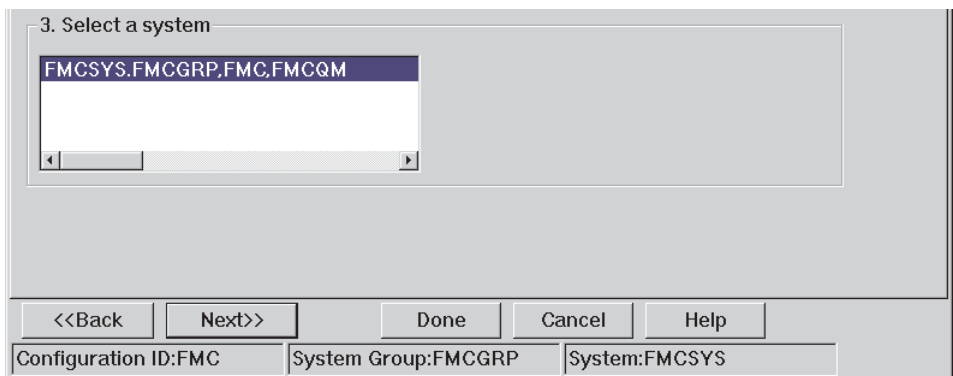 3. Select a system
FMCSYS.FMCGRP,FMC,FMCQM
<<Back Next>> Done Cancel Help
Configuration ID:FMC System Group:FMCGRP System:FMCSYS